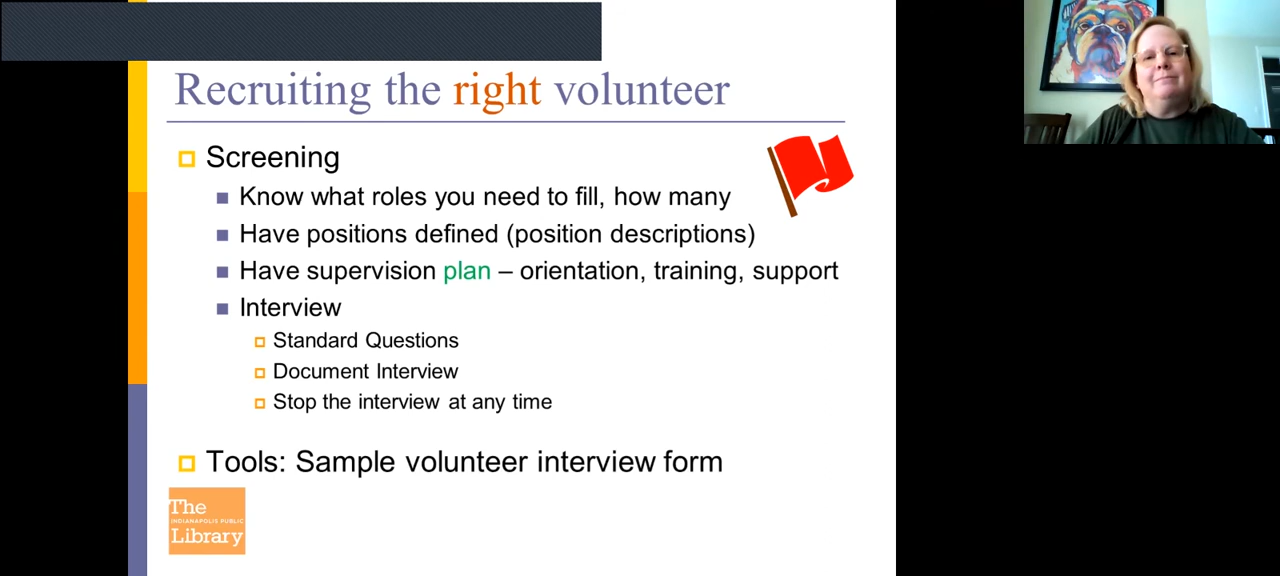 Recruiting the right volunteer
Screening
Know what roles you need to fill, how many
Have positions defined (position descriptions)
Have supervision plan – orientation, training, support
Interview
Standard Questions
Document Interview
Stop the interview at any time
Tools: Sample volunteer interview form
The
INDIANAPOLIS PUBLIC
Library